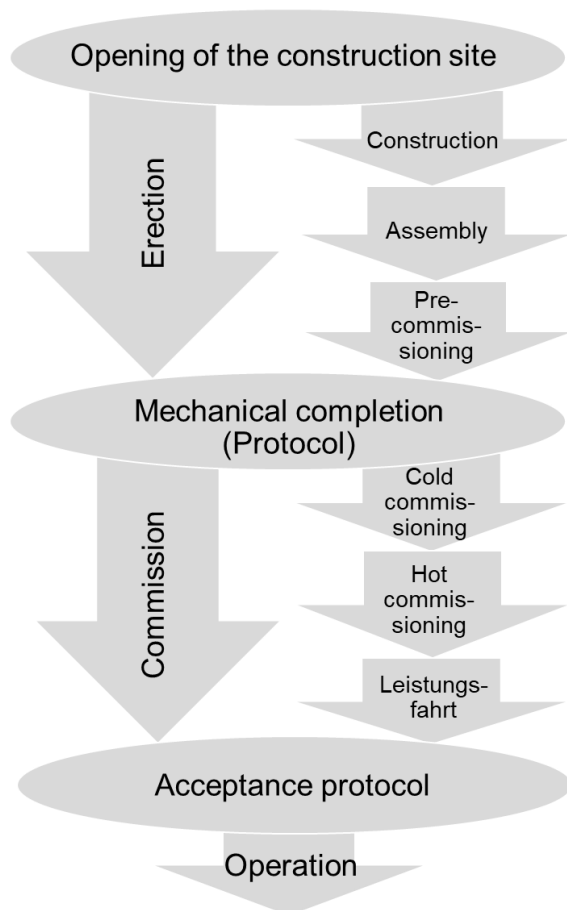 Opening of the construction site
Erection
Construction
Assembly
Pre-
commis-
sioning
Mechanical completion
(Protocol)
Commission
Cold
commis-
sioning
Hot
commis-
sioning
Leistungs-
fahrt
Acceptance protocol
Operation